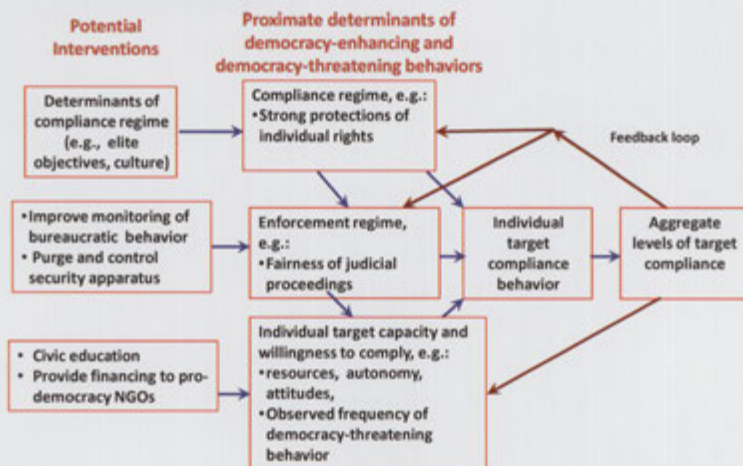 Potential
Interventions
Proximate determinants of
democracy-enhancing and
democracy-threatening behaviors
Determinants of
compliance regime
(e.g., elite
objectives, culture)
Compliance regime, e.g.:
•Strong protections of
individual rights
Feedback loop
•Improve monitoring of
bureaucratic behavior
• Purge and control
security apparatus
Enforcement regime,
e.g.:
•Fairness of judicial
proceedings
Individual
target
compliance
behavior
Aggregate
levels of target
compliance
• Civic education
• Provide financing to pro-
democracy NGOs
Individual target capacity and
willingness to comply, e.g.:
•resources, autonomy,
attitudes,
•Observed frequency of
democracy-threatening
behavior